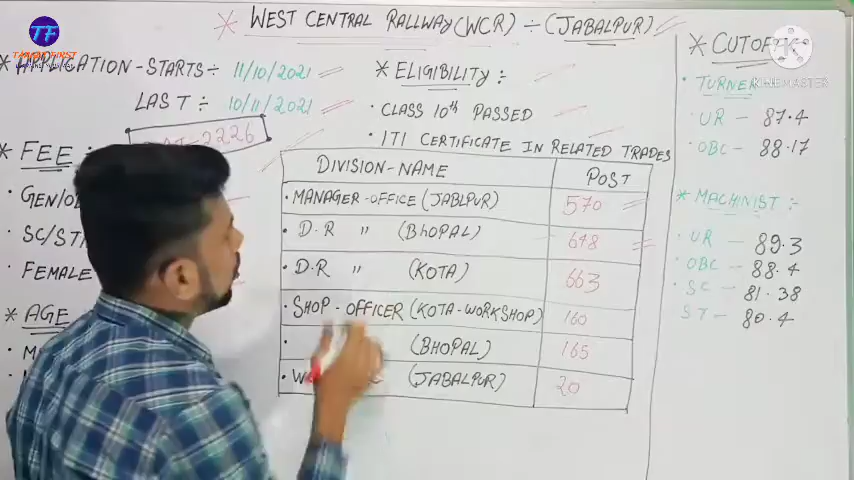 WEST CENTRAL RALLWAY (WCR) ÷ (JABALPUR)
TF
APPLICATION - STARTS ÷ 11/10/2021
LAST ÷ 10/11/2021
2226
* FEE
GEN/O
SC/ST
FEMALE
* AGE
* ELIGIBILITY :
• CLASS 10th PASSED
• ITI CERTIFICATE IN RELATED TRADES
DIVISION-NAME POST
• MANAGER-OFFICE (JABLPUR) 570
• D.R " (BHOPAL) 648
• D.R " (KOTA) 663
• SHOP-OFFICER (KOTA-WORKSHOP) 160
• (BHOPAL) 165
• W (JABALPUR) 20
* CUTOFF
K
KINEMASTER
• TURNER
• UR - 87.4
• OBC - 88.17
* MACHINIST :-
• UR - 89.3
• OBC - 88.4
• SC - 81.38
ST - 80.4